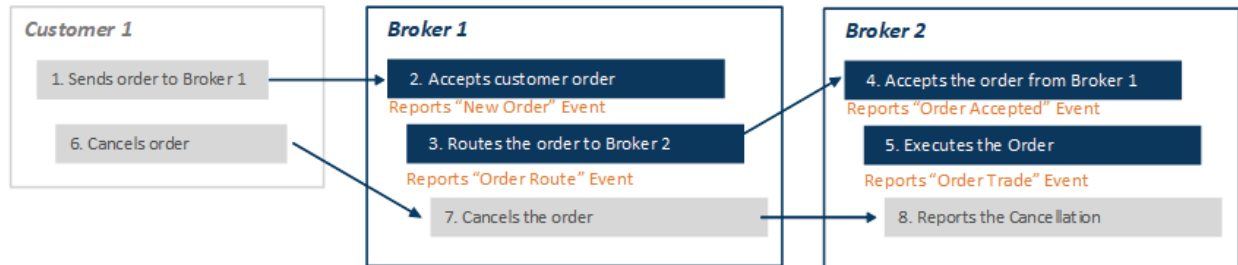 Customer 1
1. Sends order to Broker 1
6. Cancels order
Broker 1
2. Accepts customer order
Reports “New Order” Event
3. Routes the order to Broker 2
Reports “Order Route” Event
7. Cancels the order
Broker 2
4. Accepts the order from Broker 1
Reports “Order Accepted” Event
5. Executes the Order
Reports “Order Trade” Event
8. Reports the Cancellation